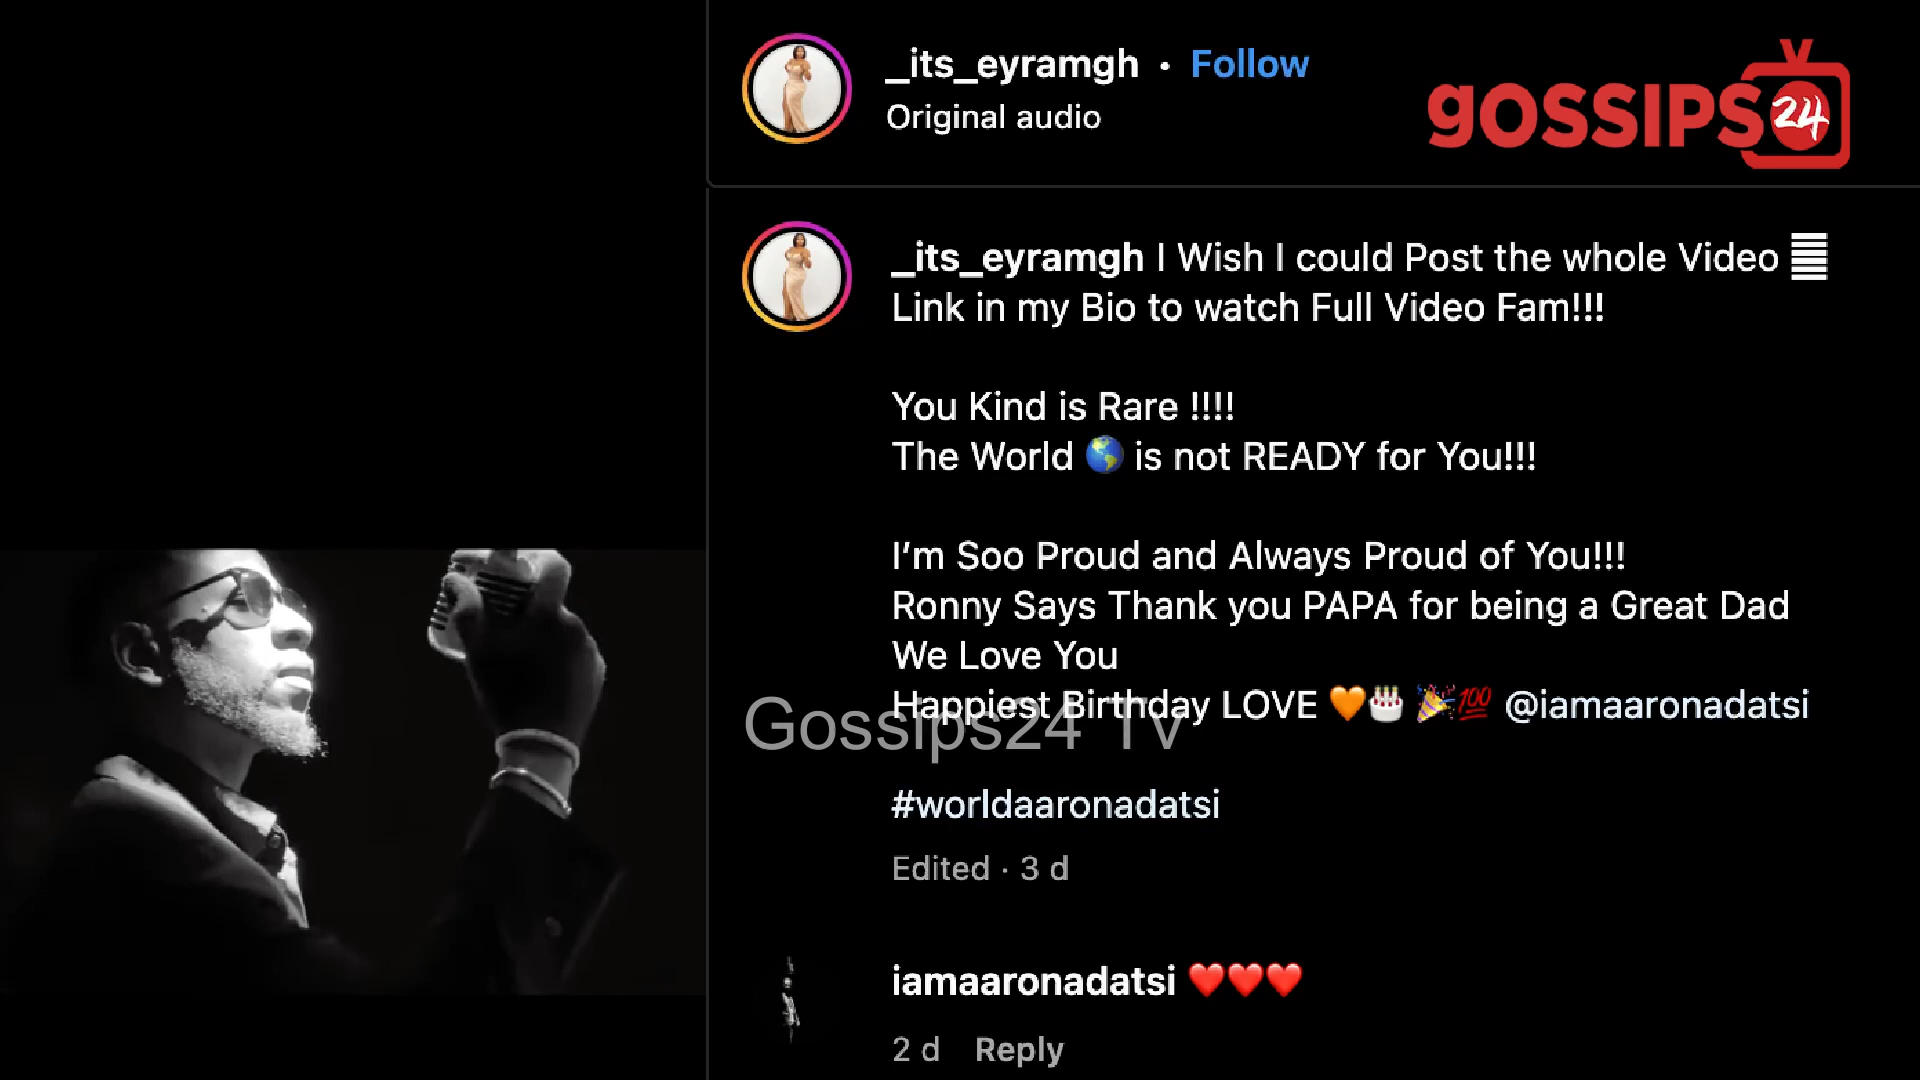 _its_eyramgh • Follow
Original audio
gOSSIPS 24
_its_eyramgh I Wish I could Post the whole Video
Link in my Bio to watch Full Video Fam!!!
You Kind is Rare !!!!
The World 🌎 is not READY for You!!!
I’m Soo Proud and Always Proud of You!!!
Ronny Says Thank you PAPA for being a Great Dad
We Love You
Happiest Birthday LOVE 🧡🎂 🎉💯 @iamaaronadatsi
Gossips24 Tv
#worldaaronadatsi
Edited · 3 d
iamaaronadatsi ❤️❤️❤️
2 d Reply